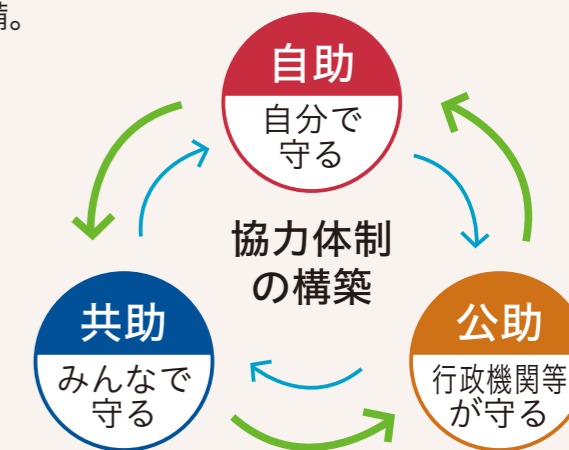 備。
自助
自分で
守る
協力体制
の構築
共助
みんなで
守る
公助
行政機関等
が守る